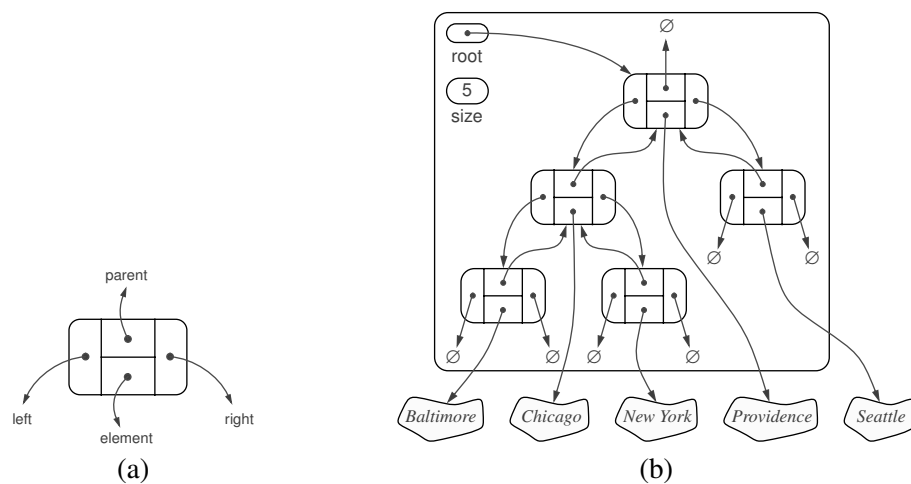 parent
left
right
element
(a)
∅
root
5
size
∅
∅
∅
∅
∅
∅
Baltimore
Chicago
New York
Providence
Seattle
(b)